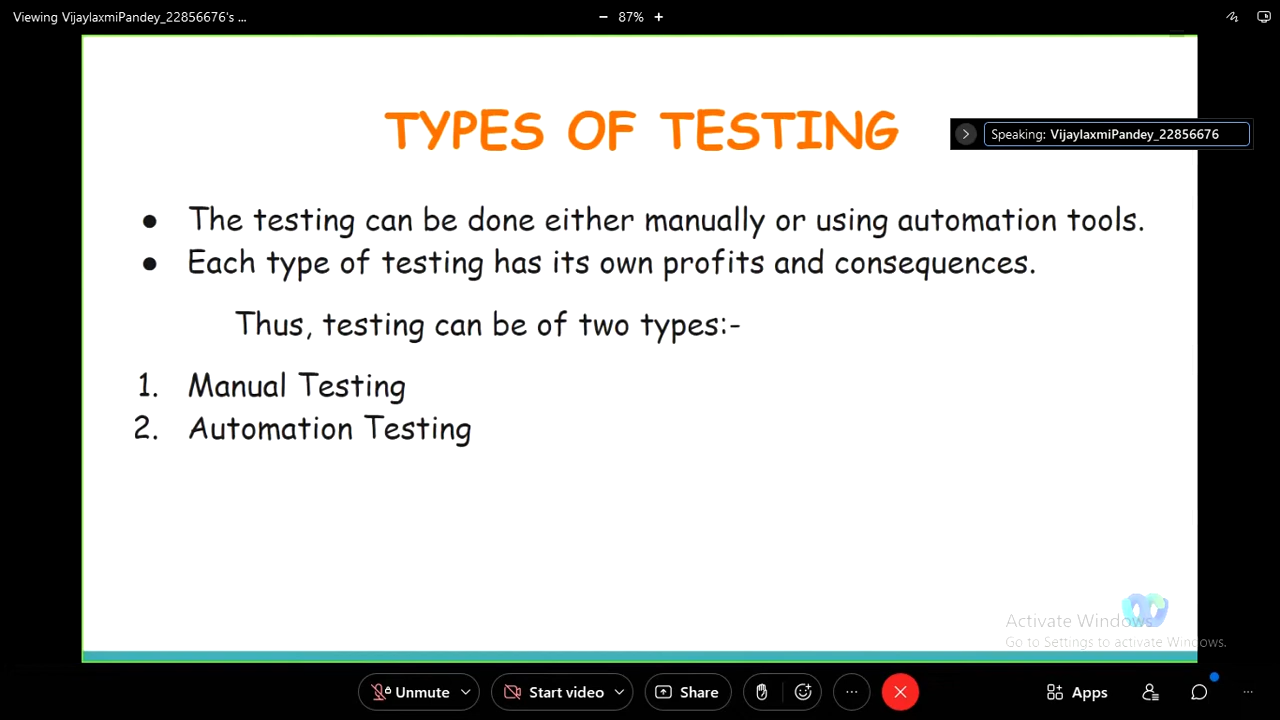 Viewing VijaylaxmiPandey_22856676's ...
− 87% +
TYPES OF TESTING
Speaking: VijaylaxmiPandey_22856676
● The testing can be done either manually or using automation tools.
● Each type of testing has its own profits and consequences.
Thus, testing can be of two types:-
1. Manual Testing
2. Automation Testing
Activate Windows
Go to Settings to activate Windows.
Unmute Start video Share ... Apps ...